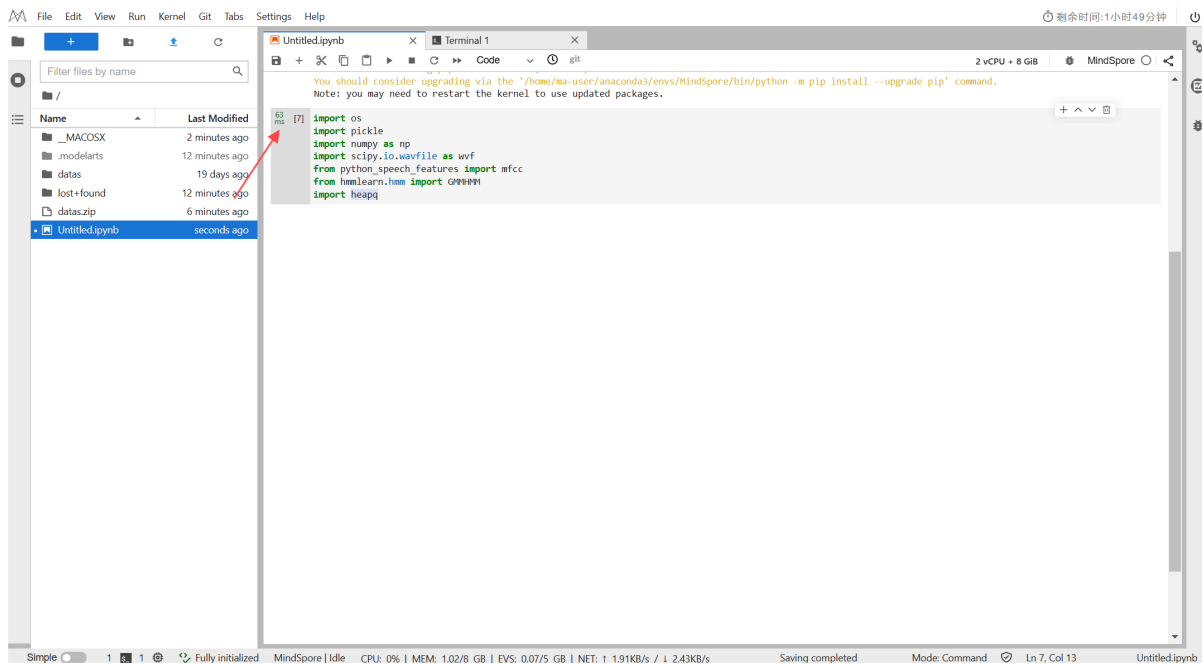 File Edit View Run Kernel Git Tabs Settings Help
剩余时间:1小时49分钟
Filter files by name
/
Name Last Modified
__MACOSX 2 minutes ago
.modelarts 12 minutes ago
datas 19 days ago
lost+found 12 minutes ago
datas.zip 6 minutes ago
Untitled.ipynb seconds ago
Untitled.ipynb Terminal 1
Code git 2 vCPU + 8 GiB MindSpore
You should consider upgrading via the '/home/ma-user/anaconda3/envs/MindSpore/bin/python -m pip install --upgrade pip' command.
Note: you may need to restart the kernel to use updated packages.
63 ms
[7]
import os
import pickle
import numpy as np
import scipy.io.wavfile as wvf
from python_speech_features import mfcc
from hmmlearn.hmm import GMMHMM
import heapq
Simple 1 1 Fully initialized MindSpore | Idle CPU: 0% | MEM: 1.02/8 GB | EVS: 0.07/5 GB | NET: ↑ 1.91KB/s / ↓ 2.43KB/s Saving completed Mode: Command Ln 7, Col 13 Untitled.ipynb